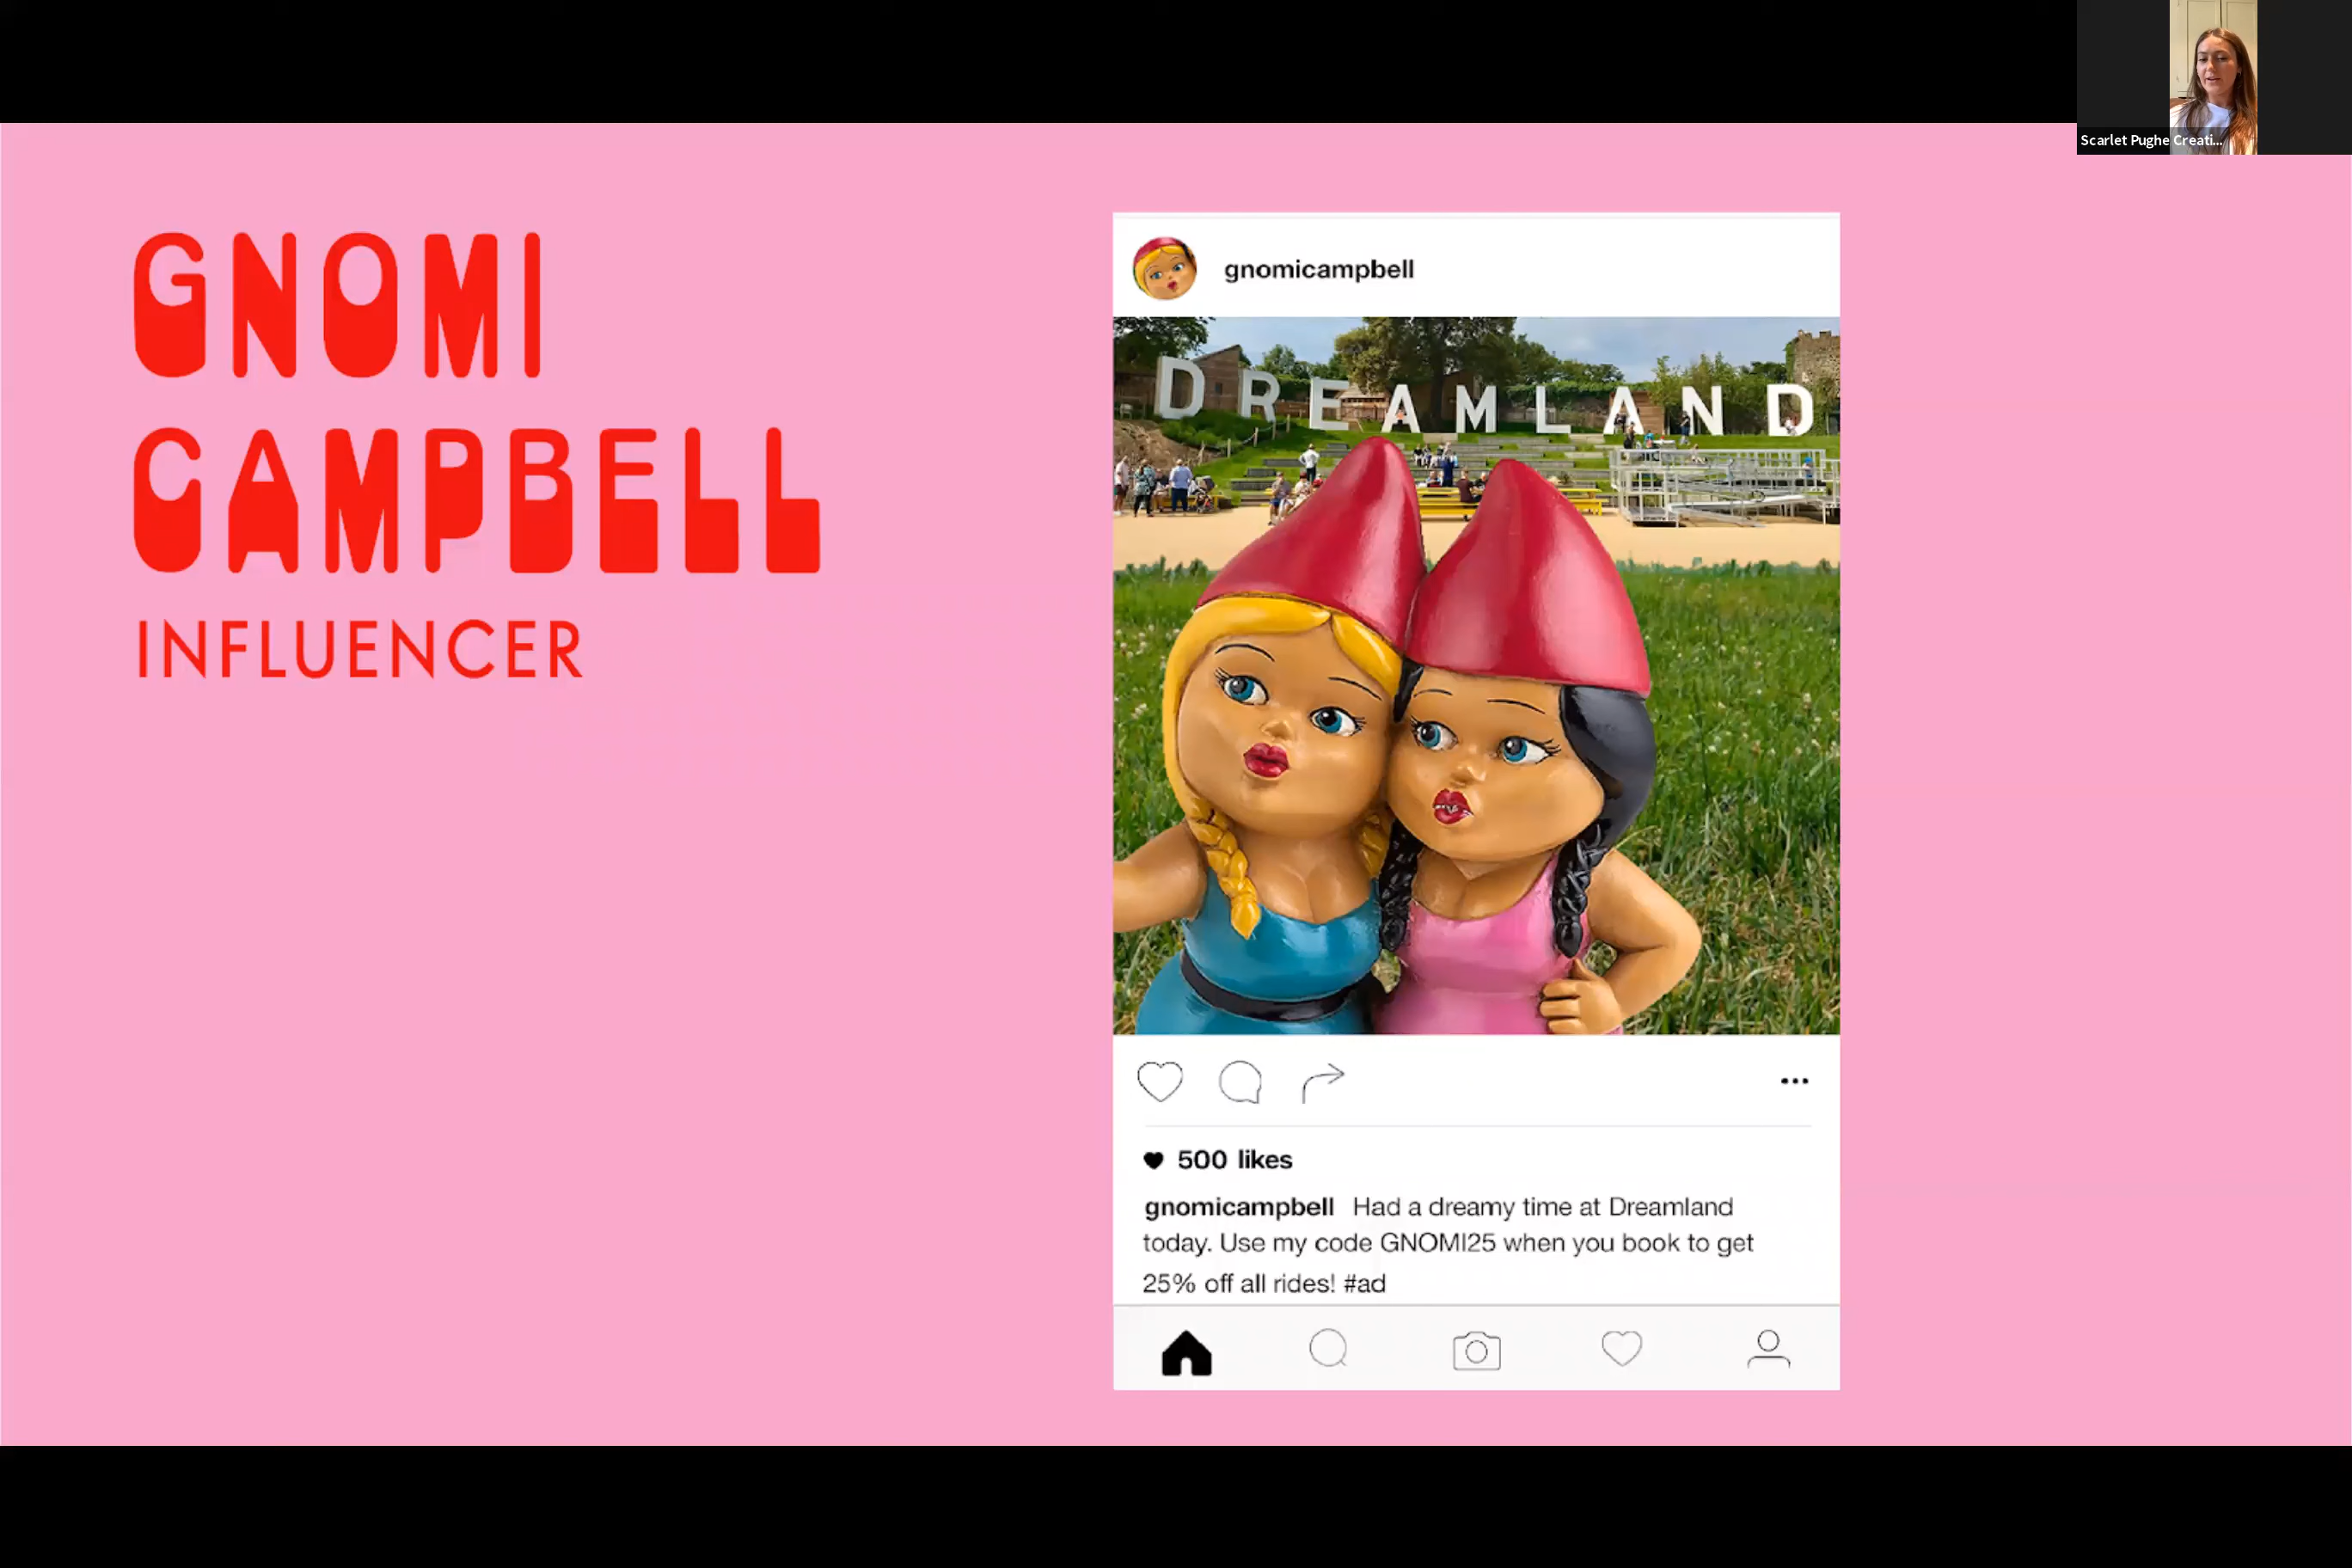 Scarlet Pughe Creati...
GNOMI
CAMPBELL
INFLUENCER
gnomicampbell
DREAMLAND
500 likes
gnomicampbell Had a dreamy time at Dreamland
today. Use my code GNOMI25 when you book to get
25% off all rides! #ad